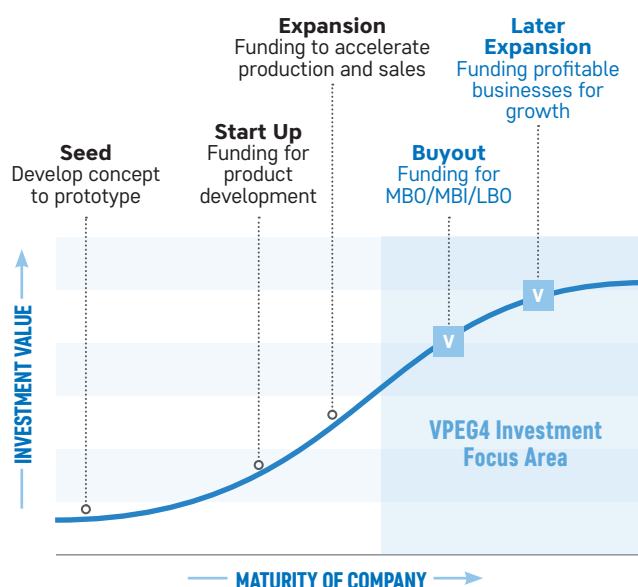 Expansion
Funding to accelerate
production and sales
Later
Expansion
Funding profitable
businesses for
growth
Seed
Develop concept
to prototype
Start Up
Funding for
product
development
Buyout
Funding for
MBO/MBI/LBO
INVESTMENT VALUE
V
V
VPEG4 Investment
Focus Area
MATURITY OF COMPANY